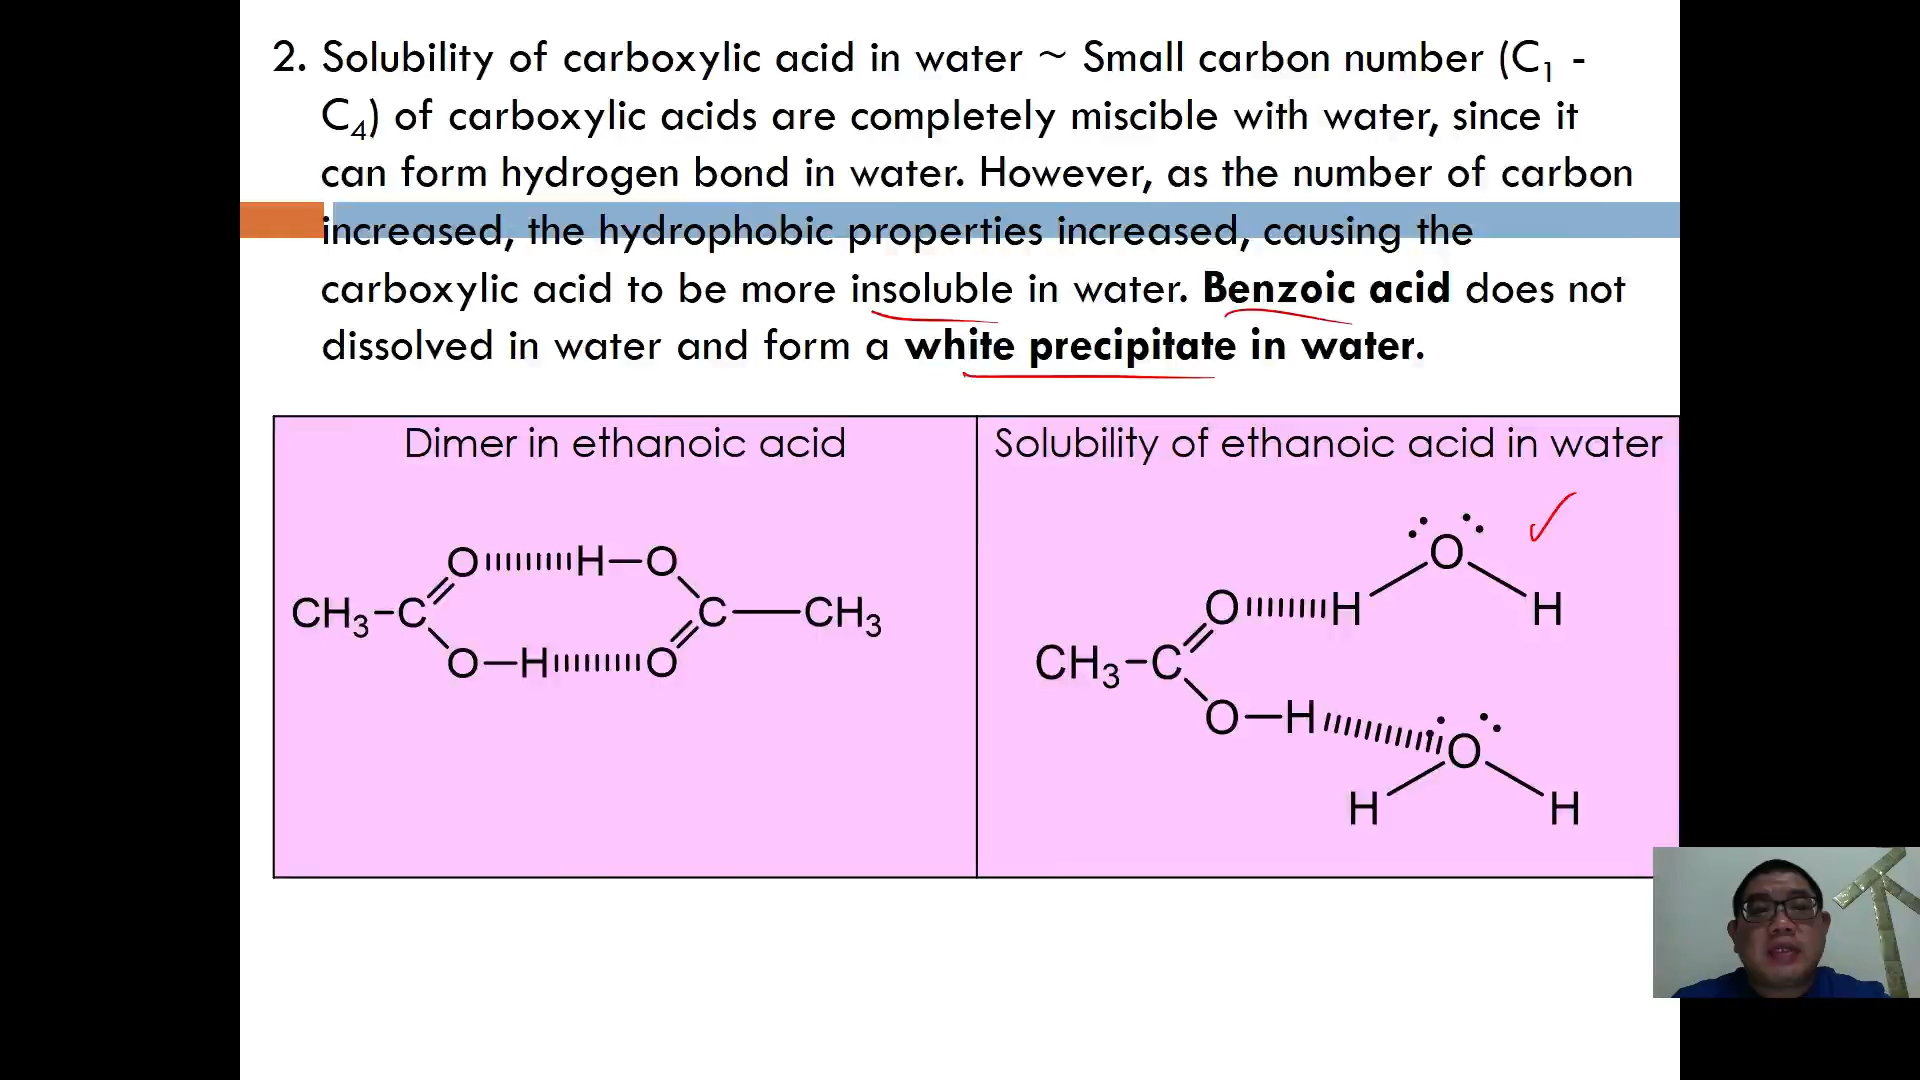 2. Solubility of carboxylic acid in water ~ Small carbon number (C₁ -
C₄) of carboxylic acids are completely miscible with water, since it
can form hydrogen bond in water. However, as the number of carbon
increased, the hydrophobic properties increased, causing the
carboxylic acid to be more insoluble in water. Benzoic acid does not
dissolved in water and form a white precipitate in water.
Dimer in ethanoic acid
O H O
CH₃ C C CH₃
O H O
Solubility of ethanoic acid in water
O
O H H
CH₃ C
O H
O
H H